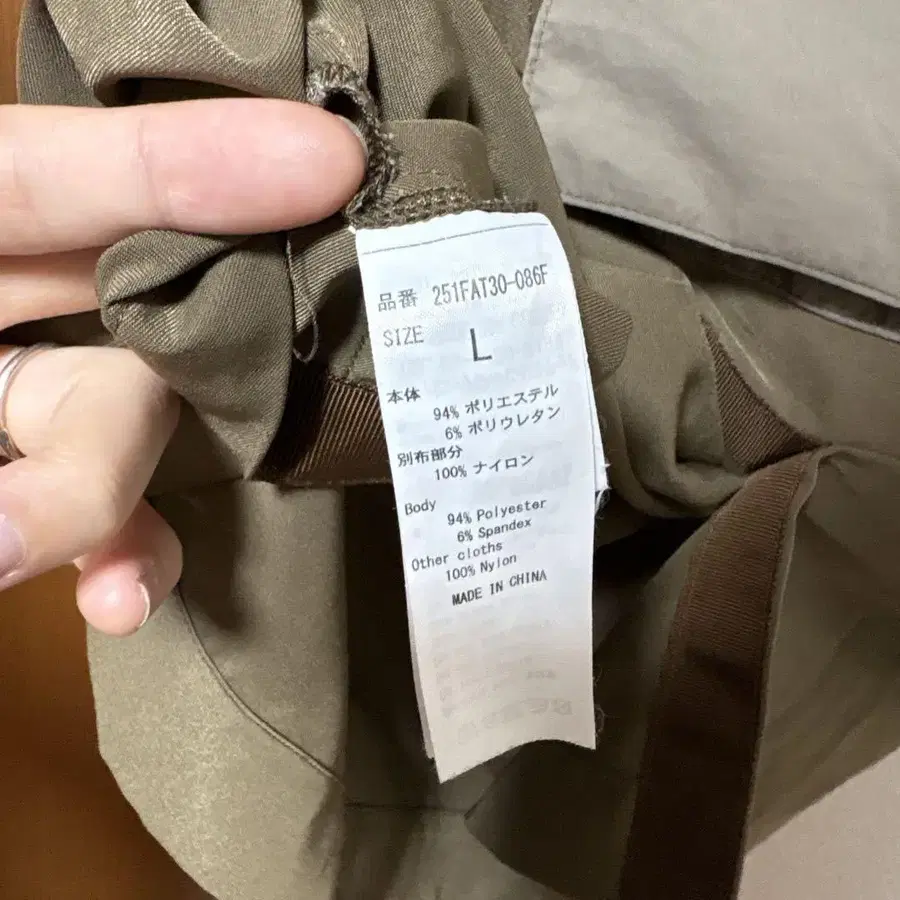 品番 251FAT30-086F
SIZE L
本体
94% ポリエステル
6% ポリウレタン
別布部分
100% ナイロン
Body
94% Polyester
6% Spandex
Other cloths
100% Nylon
MADE IN CHINA